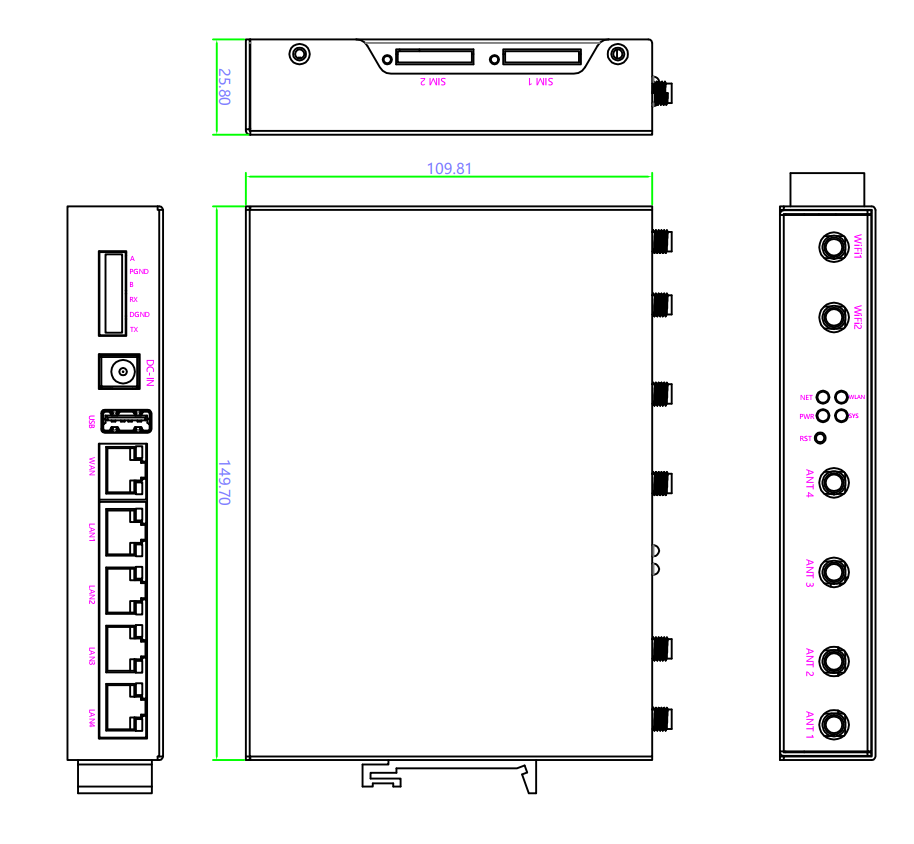 25.80
SIM 2
SIM 1
109.81
149.70
A
PGND
B
RX
DGND
TX
DC-IN
USB
WAN
LAN1
LAN2
LAN3
LAN4
WiFi1
WiFi2
NET
WLAN
PWR
SYS
RST
ANT 4
ANT 3
ANT 2
ANT 1